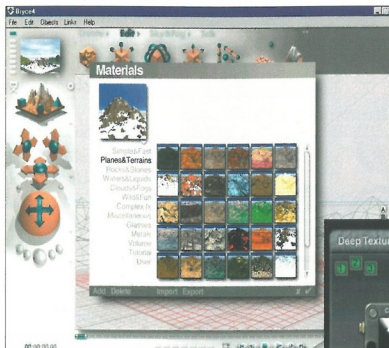 Bryce4
File Edit Objects Links Help
Edit
Materials
Simple&Fast
Planes&Terrains
Rocks&Stones
Waters&Liquids
Clouds&Fogs
Wild&Fun
Complex fx
Miscellaneous
Glasses
Metals
Volume
Tutorial
User
Add Delete Import Export
Deep Textu
00:00:00.00